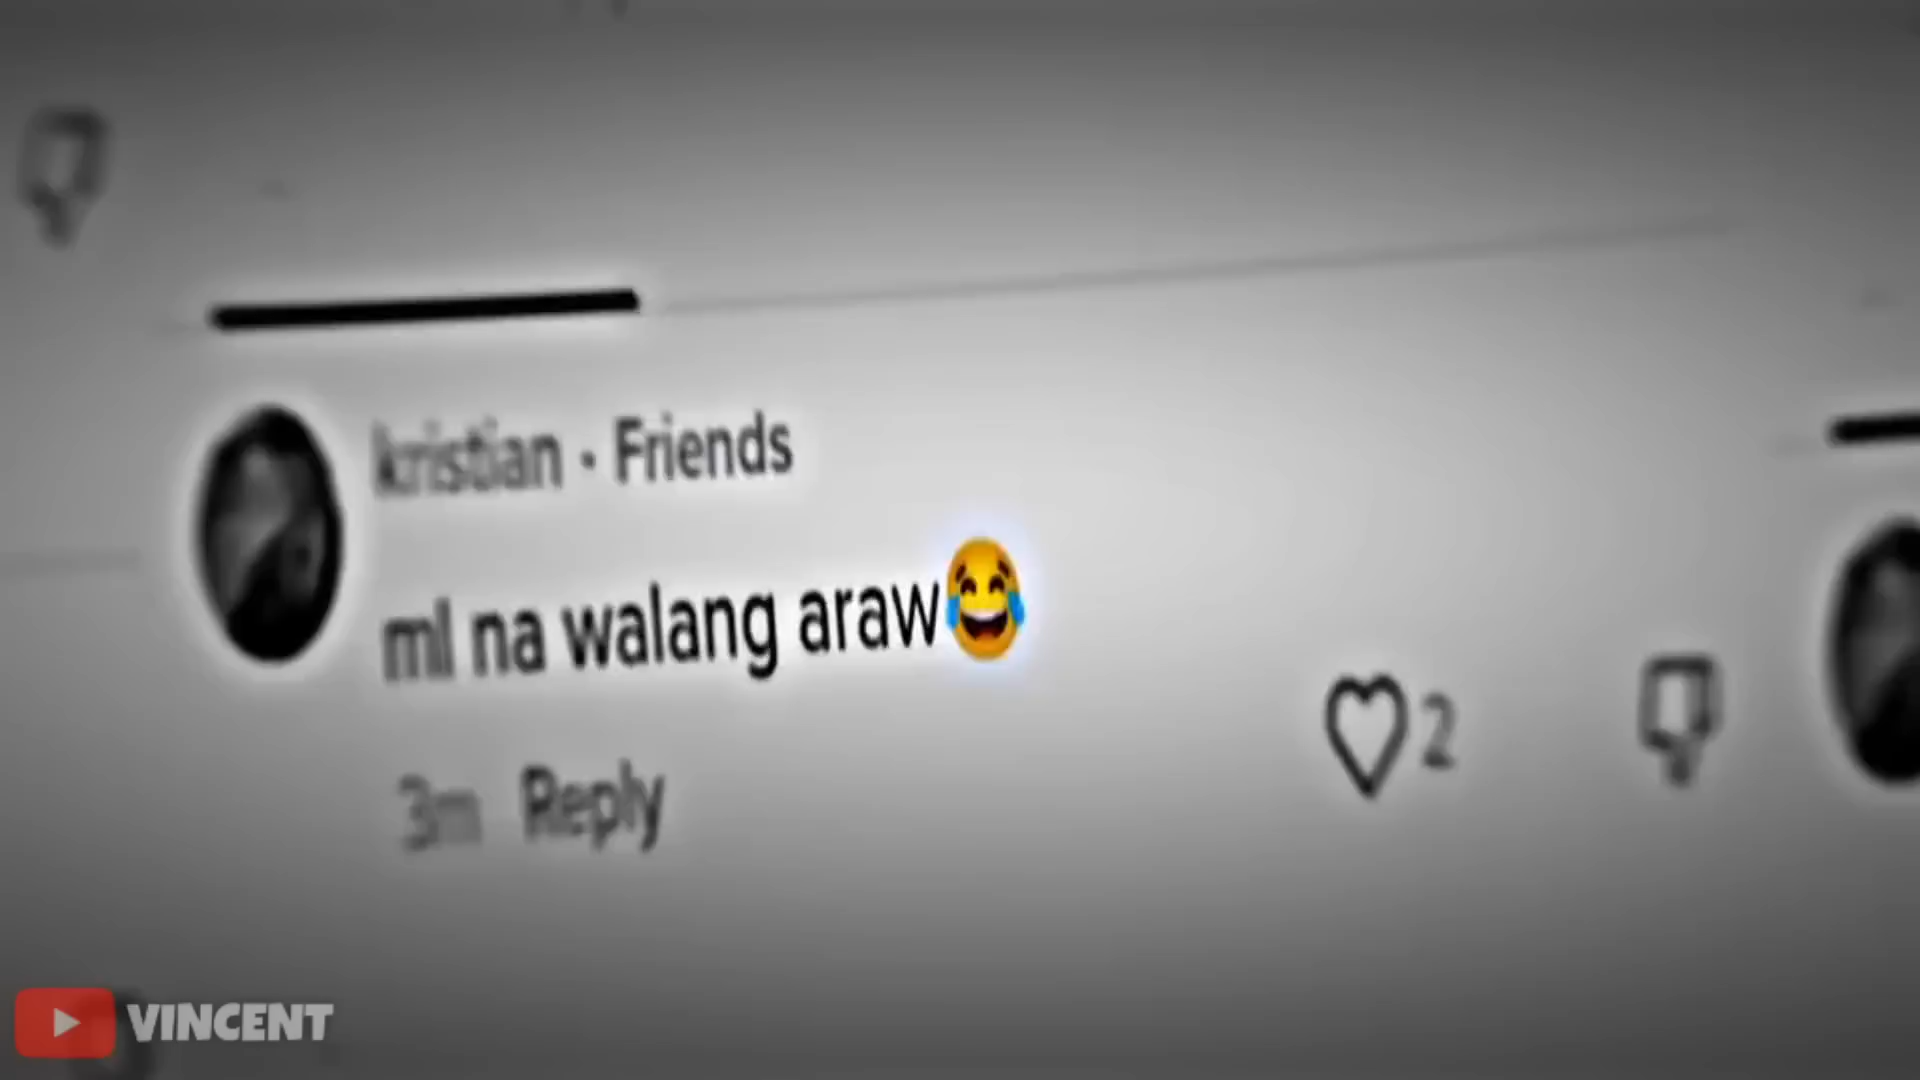 kristian · Friends
ml na walang araw😂
3m Reply
2
VINCENT